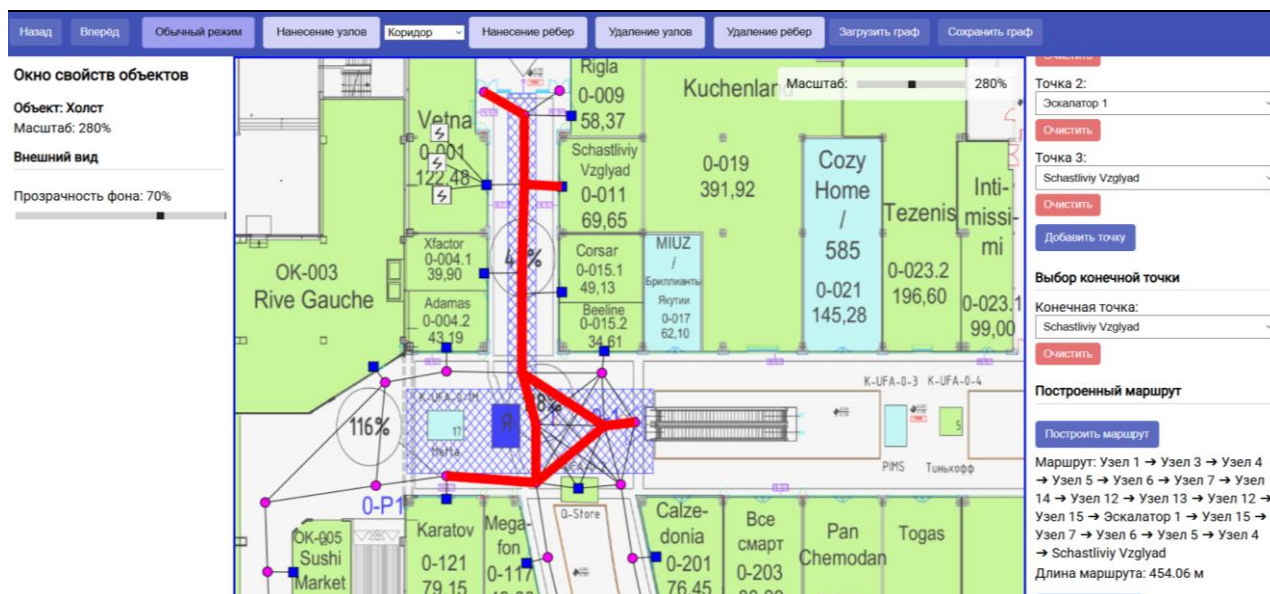 Назад Вперёд Обычный режим Нанесение узлов Коридор Нанесение рёбер Удаление узлов Удаление рёбер Загрузить граф Сохранить граф
Окно свойств объектов
Объект: Холст
Масштаб: 280%
Внешний вид
Прозрачность фона: 70%
Масштаб: 280%
Rigla
0-009
58,37
Kuchenlan
0-019
391,92
Vetna
0-001
122,48
Schastliviy
Vzglyad
0-011
69,65
Cozy
Home
/
585
0-021
145,28
Tezenis
0-023.2
196,60
Inti-
missi-
mi
0-023.1
99,00
OK-003
Rive Gauche
Xfactor
0-004.1
39,90
Adamas
0-004.2
43,19
Corsar
0-015.1
49,13
Beeline
0-015.2
34,61
MIUZ
/
Бриллианты
Якутии
0-017
62,10
K-UFA-0-3 K-UFA-0-4
116%
17
Я
5
PIMS Тинькофф
0-P1
Q-Store
OK-005
Sushi
Market
Karatov
0-121
79,15
Mega-
fon
0-117
Calze-
donia
0-201
76,45
Все
смарт
0-203
Pan
Chemodan
Togas
Очистить
Точка 2:
Эскалатор 1
Очистить
Точка 3:
Schastliviy Vzglyad
Очистить
Добавить точку
Выбор конечной точки
Конечная точка:
Schastliviy Vzglyad
Очистить
Построенный маршрут
Построить маршрут
Маршрут: Узел 1 → Узел 3 → Узел 4
→ Узел 5 → Узел 6 → Узел 7 → Узел
14 → Узел 12 → Узел 13 → Узел 12 →
Узел 15 → Эскалатор 1 → Узел 15 →
Узел 7 → Узел 6 → Узел 5 → Узел 4
→ Schastliviy Vzglyad
Длина маршрута: 454.06 м